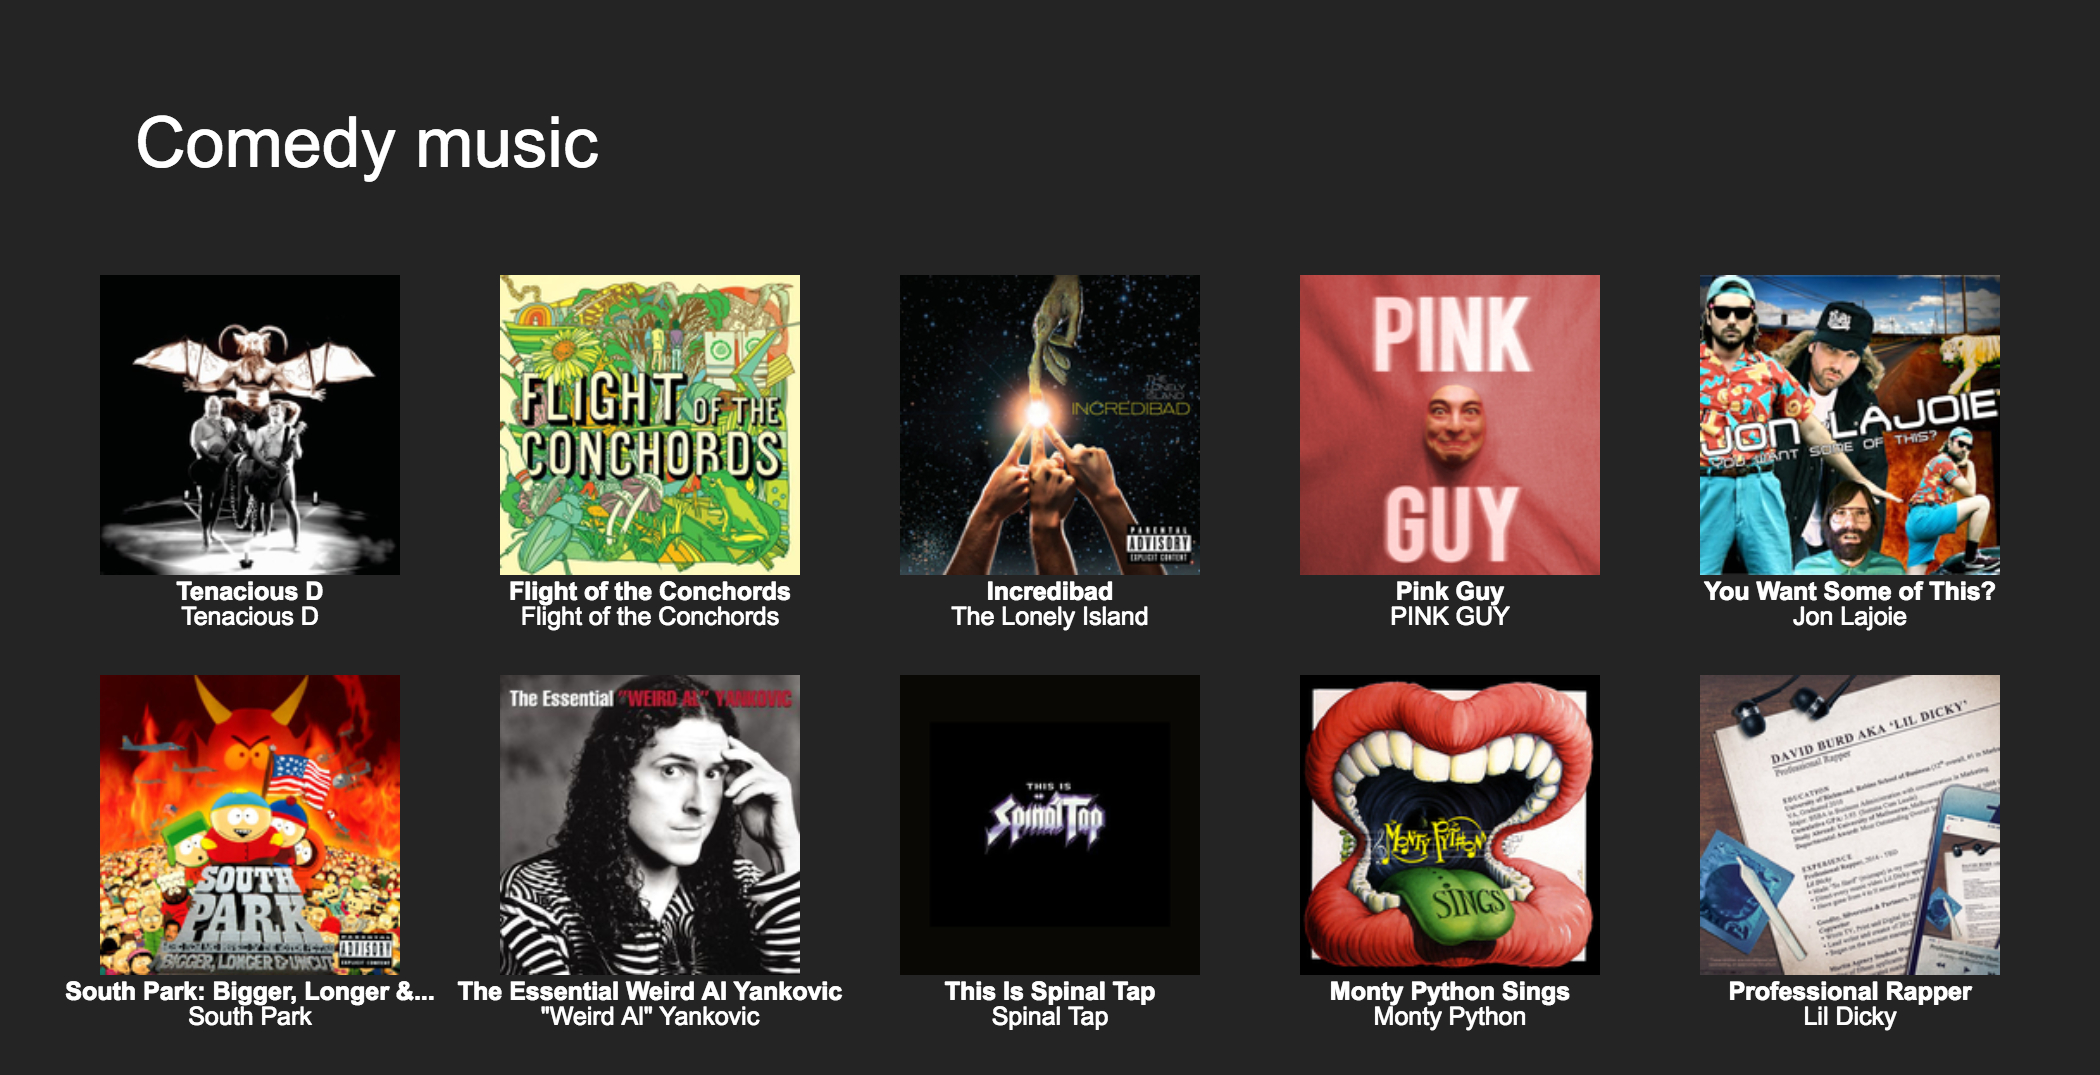 Comedy music
FLIGHT OF THE
CONCHORDS
THE
LONELY
ISLAND
INCREDIBAD
PARENTAL
ADVISORY
EXPLICIT CONTENT
PINK
GUY
JON LAJOIE
YOU WANT SOME OF THIS?
Tenacious D
Tenacious D
Flight of the Conchords
Flight of the Conchords
Incredibad
The Lonely Island
Pink Guy
PINK GUY
You Want Some of This?
Jon Lajoie
SOUTH
PARK
BIGGER, LONGER & UNCUT
PARENTAL
ADVISORY
EXPLICIT CONTENT
The Essential "WEIRD AL" YANKOVIC
THIS IS
Spinal Tap
MONTY PYTHON
SINGS
DAVID BURD AKA 'LIL DICKY'
Professional Rapper
EDUCATION
EXPERIENCE
South Park: Bigger, Longer &...
South Park
The Essential Weird Al Yankovic
"Weird Al" Yankovic
This Is Spinal Tap
Spinal Tap
Monty Python Sings
Monty Python
Professional Rapper
Lil Dicky